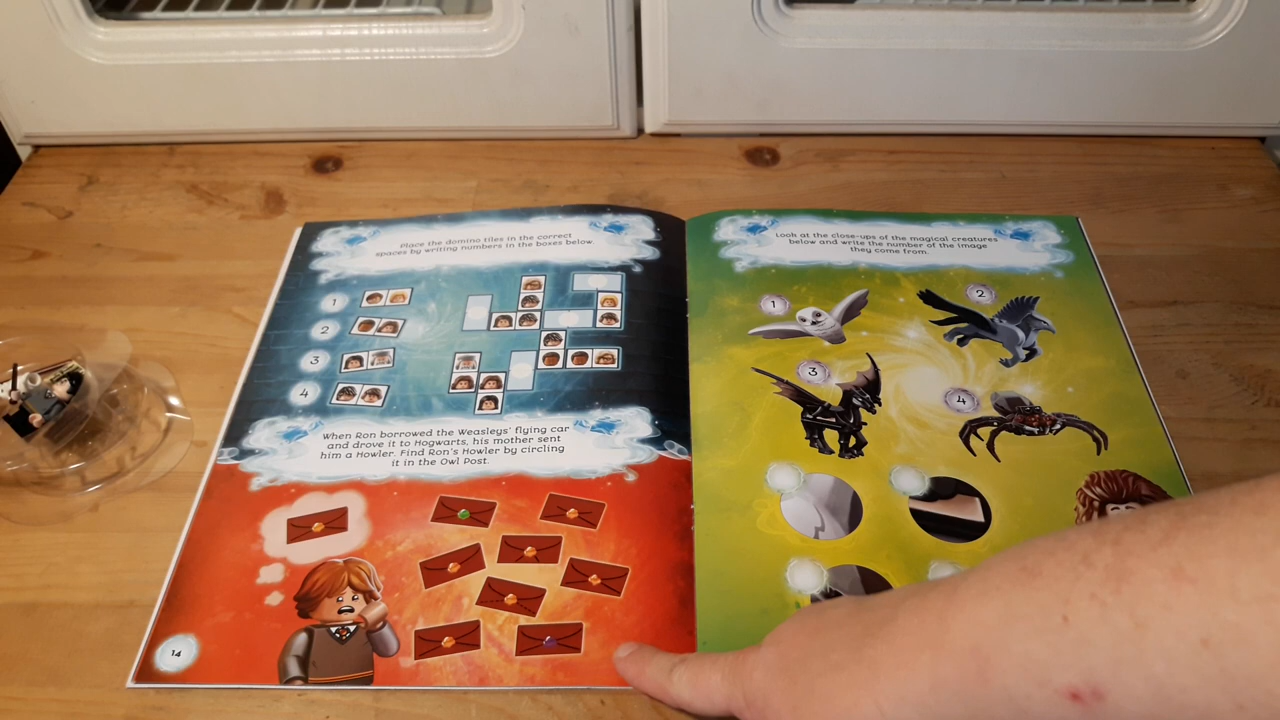 Place the domino tiles in the correct
spaces by writing numbers in the boxes below.
1
2
3
4
When Ron borrowed the Weasleys' flying car
and drove it to Hogwarts, his mother sent
him a Howler. Find Ron's Howler by circling
it in the Owl Post.
14
Look at the close-ups of the magical creatures
below and write the number of the image
they come from.
1
2
3
4